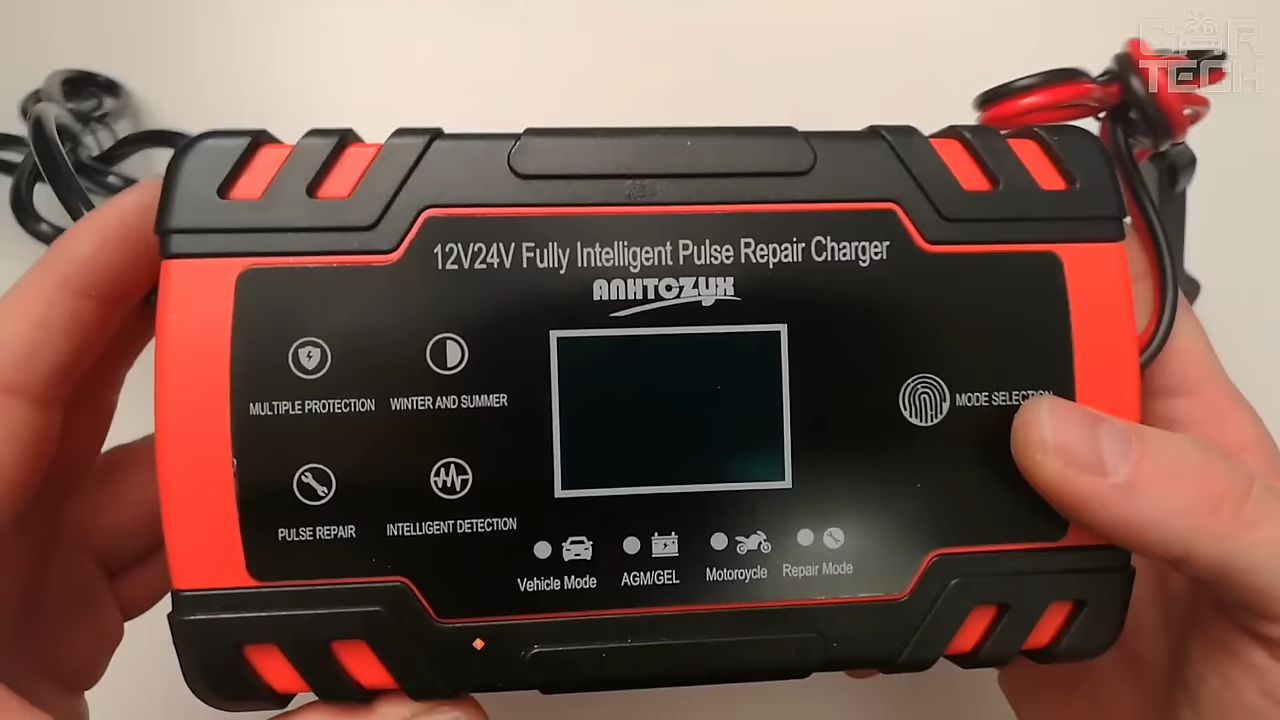 CAR
TECH
12V24V Fully Intelligent Pulse Repair Charger
ANHTCZYX
MULTIPLE PROTECTION
WINTER AND SUMMER
MODE SELECTION
PULSE REPAIR
INTELLIGENT DETECTION
Vehicle Mode
AGM/GEL
Motoroycle
Repair Mode